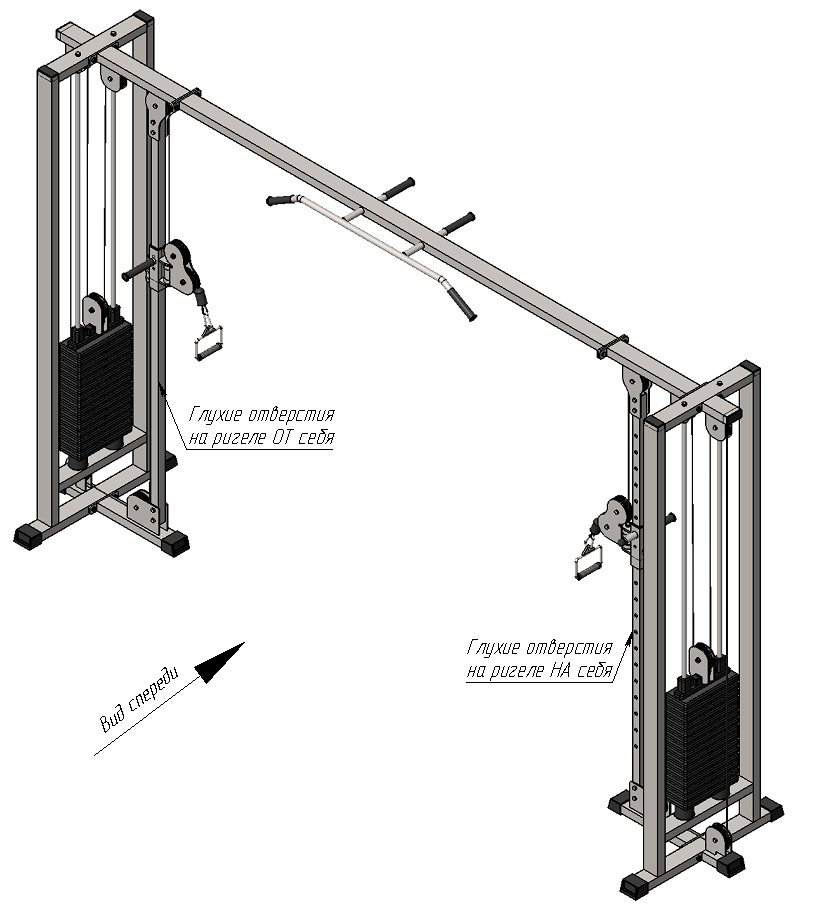 Глухие отверстия
на ригеле ОТ себя
Глухие отверстия
на ригеле НА себя
Вид спереди